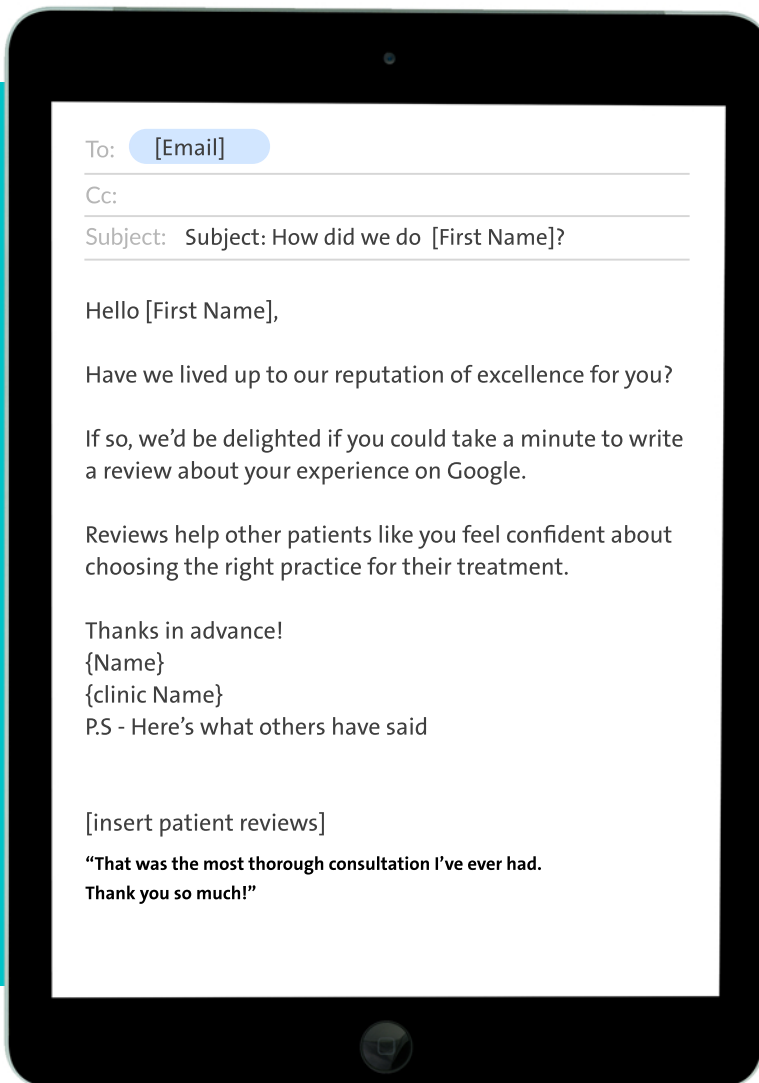 To: [Email]
Cc:
Subject: Subject: How did we do [First Name]?
Hello [First Name],
Have we lived up to our reputation of excellence for you?
If so, we’d be delighted if you could take a minute to write
a review about your experience on Google.
Reviews help other patients like you feel confident about
choosing the right practice for their treatment.
Thanks in advance!
{Name}
{clinic Name}
P.S - Here’s what others have said
[insert patient reviews]
“That was the most thorough consultation I’ve ever had.
Thank you so much!”